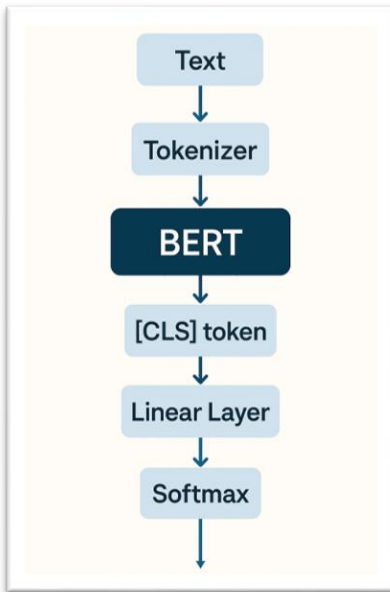 Text
Tokenizer
BERT
[CLS] token
Linear Layer
Softmax